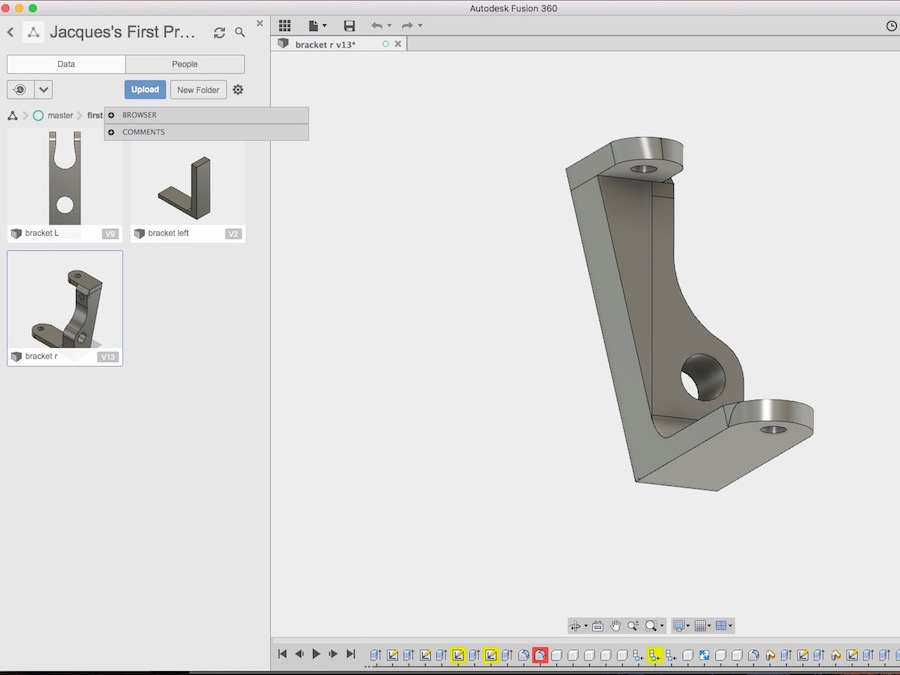 Autodesk Fusion 360
Jacques's First Pr...
Data
People
Upload
New Folder
master
first
BROWSER
COMMENTS
bracket L
V9
bracket left
V2
bracket r
V13
bracket r v13*